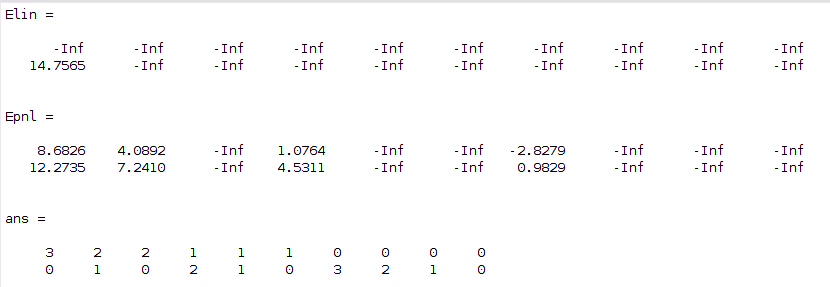 Elin =
-Inf -Inf -Inf -Inf -Inf -Inf -Inf -Inf -Inf -Inf
14.7565 -Inf -Inf -Inf -Inf -Inf -Inf -Inf -Inf -Inf
Epnl =
8.6826 4.0892 -Inf 1.0764 -Inf -Inf -2.8279 -Inf -Inf -Inf
12.2735 7.2410 -Inf 4.5311 -Inf -Inf 0.9829 -Inf -Inf -Inf
ans =
3 2 2 1 1 1 0 0 0 0
0 1 0 2 1 0 3 2 1 0